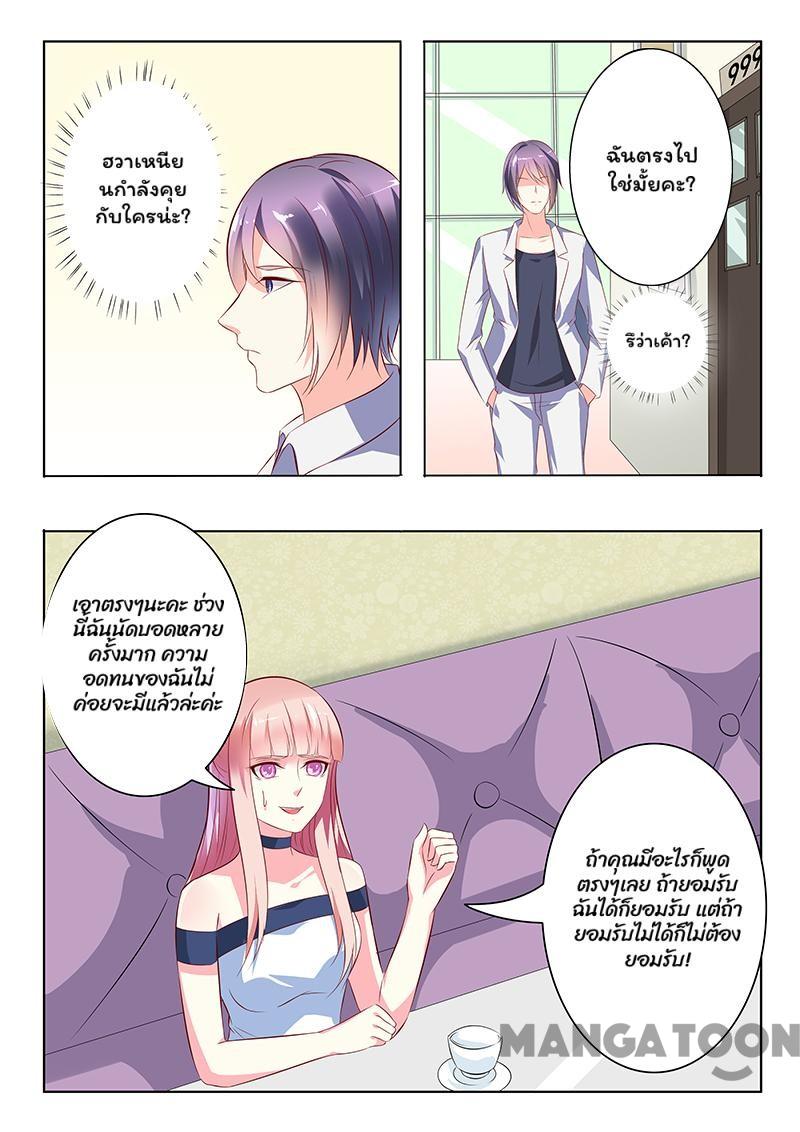 ฮวาเหนีย
นกำลังคุย
กับใครน่ะ?
999
ฉันตรงไป
ใช่มั้ยคะ?
รึว่าเค้า?
เอาตรงๆนะคะ ช่วง
นี้ฉันนัดบอดหลาย
ครั้งมาก ความ
อดทนของฉันไม่
ค่อยจะมีแล้วล่ะค่ะ
ถ้าคุณมีอะไรก็พูด
ตรงๆเลย ถ้ายอมรับ
ฉันได้ก็ยอมรับ แต่ถ้า
ยอมรับไม่ได้ก็ไม่ต้อง
ยอมรับ!
MANGATOON